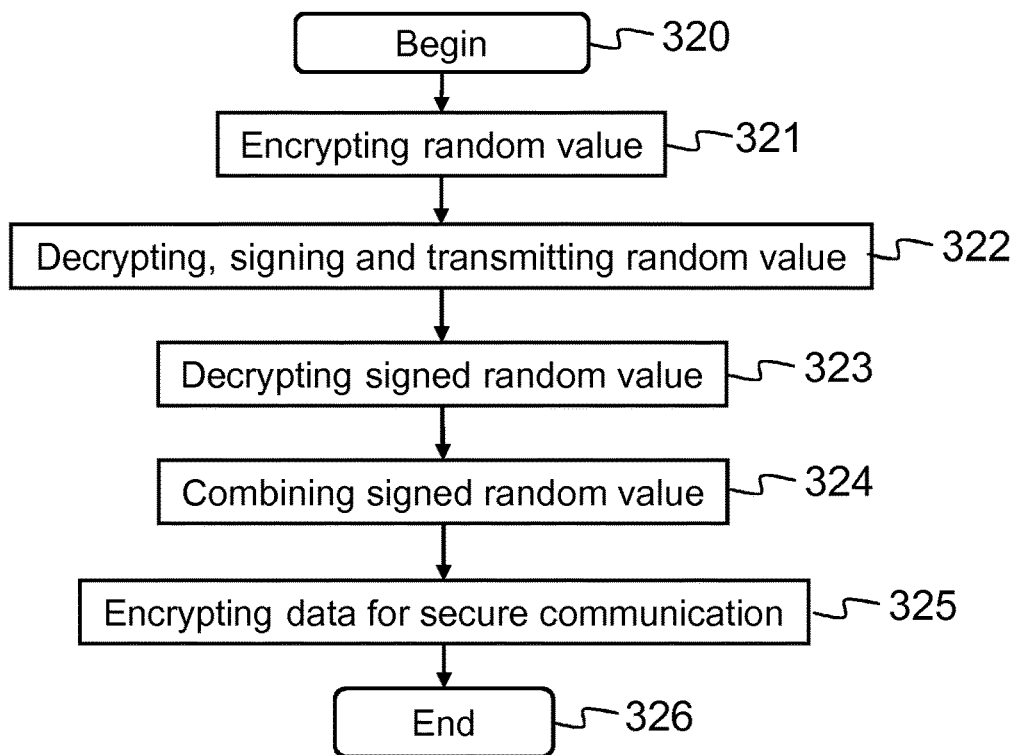 Begin 320
Encrypting random value 321
Decrypting, signing and transmitting random value 322
Decrypting signed random value 323
Combining signed random value 324
Encrypting data for secure communication 325
End 326